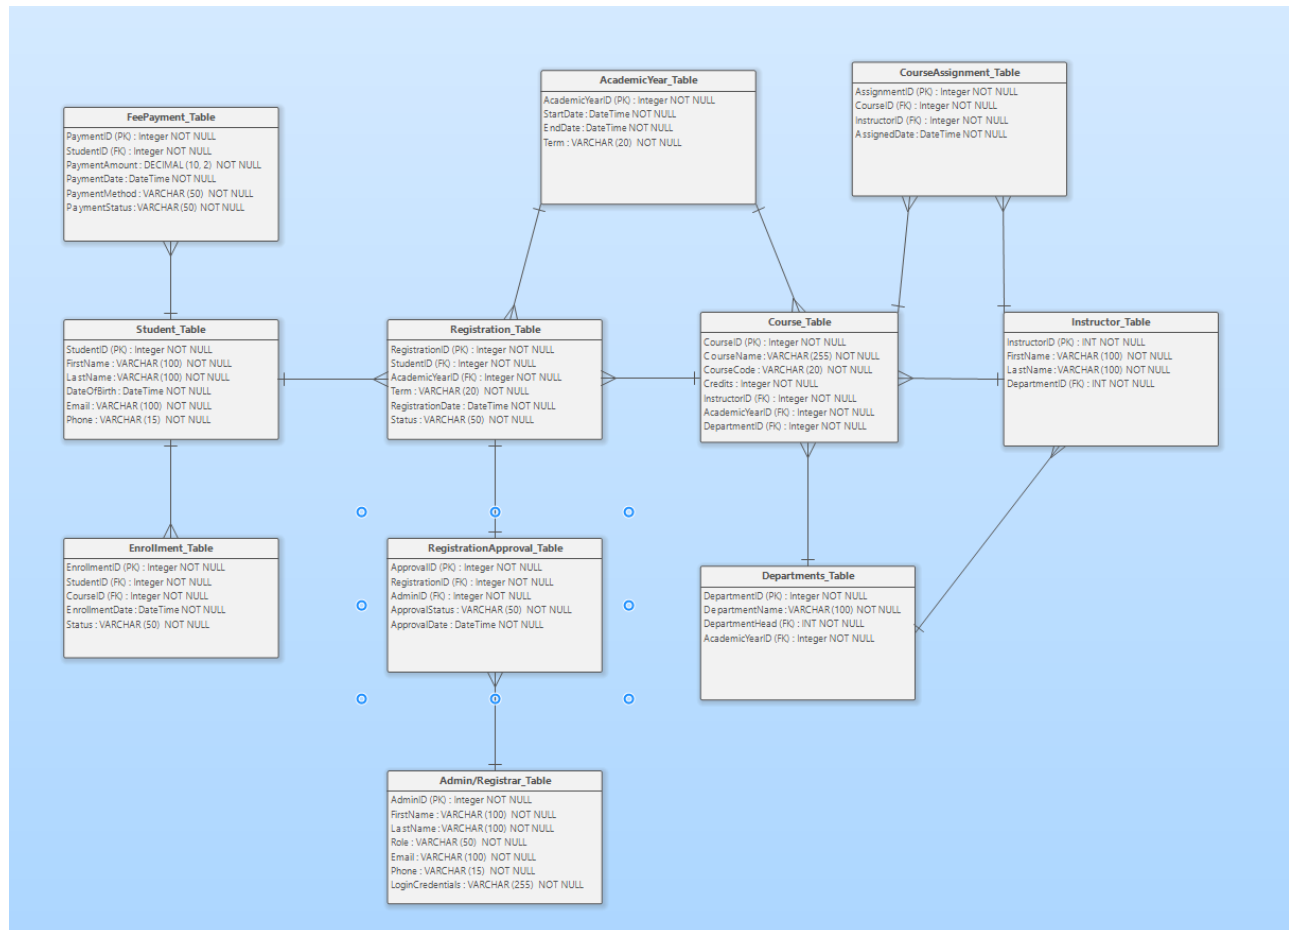 FeePayment_Table
PaymentID (PK) : Integer NOT NULL
StudentID (FK) : Integer NOT NULL
PaymentAmount : DECIMAL (10, 2) NOT NULL
PaymentDate : DateTime NOT NULL
PaymentMethod : VARCHAR (50) NOT NULL
PaymentStatus : VARCHAR (50) NOT NULL
AcademicYear_Table
AcademicYearID (PK) : Integer NOT NULL
StartDate : DateTime NOT NULL
EndDate : DateTime NOT NULL
Term : VARCHAR (20) NOT NULL
CourseAssignment_Table
AssignmentID (PK) : Integer NOT NULL
CourseID (FK) : Integer NOT NULL
InstructorID (FK) : Integer NOT NULL
AssignedDate : DateTime NOT NULL
Student_Table
StudentID (PK) : Integer NOT NULL
FirstName : VARCHAR (100) NOT NULL
LastName : VARCHAR (100) NOT NULL
DateOfBirth : DateTime NOT NULL
Email : VARCHAR (100) NOT NULL
Phone : VARCHAR (15) NOT NULL
Registration_Table
RegistrationID (PK) : Integer NOT NULL
StudentID (FK) : Integer NOT NULL
AcademicYearID (FK) : Integer NOT NULL
Term : VARCHAR (20) NOT NULL
RegistrationDate : DateTime NOT NULL
Status : VARCHAR (50) NOT NULL
Course_Table
CourseID (PK) : Integer NOT NULL
CourseName : VARCHAR (255) NOT NULL
CourseCode : VARCHAR (20) NOT NULL
Credits : Integer NOT NULL
InstructorID (FK) : Integer NOT NULL
AcademicYearID (FK) : Integer NOT NULL
DepartmentID (FK) : Integer NOT NULL
Instructor_Table
InstructorID (PK) : INT NOT NULL
FirstName : VARCHAR (100) NOT NULL
LastName : VARCHAR (100) NOT NULL
DepartmentID (FK) : INT NOT NULL
Enrollment_Table
EnrollmentID (PK) : Integer NOT NULL
StudentID (FK) : Integer NOT NULL
CourseID (FK) : Integer NOT NULL
EnrollmentDate : DateTime NOT NULL
Status : VARCHAR (50) NOT NULL
RegistrationApproval_Table
ApprovalID (PK) : Integer NOT NULL
RegistrationID (FK) : Integer NOT NULL
AdminID (FK) : Integer NOT NULL
ApprovalStatus : VARCHAR (50) NOT NULL
ApprovalDate : DateTime NOT NULL
Departments_Table
DepartmentID (PK) : Integer NOT NULL
DepartmentName : VARCHAR (100) NOT NULL
DepartmentHead (FK) : INT NOT NULL
AcademicYearID (FK) : Integer NOT NULL
Admin/Registrar_Table
AdminID (PK) : Integer NOT NULL
FirstName : VARCHAR (100) NOT NULL
LastName : VARCHAR (100) NOT NULL
Role : VARCHAR (50) NOT NULL
Email : VARCHAR (100) NOT NULL
Phone : VARCHAR (15) NOT NULL
LoginCredentials : VARCHAR (255) NOT NULL